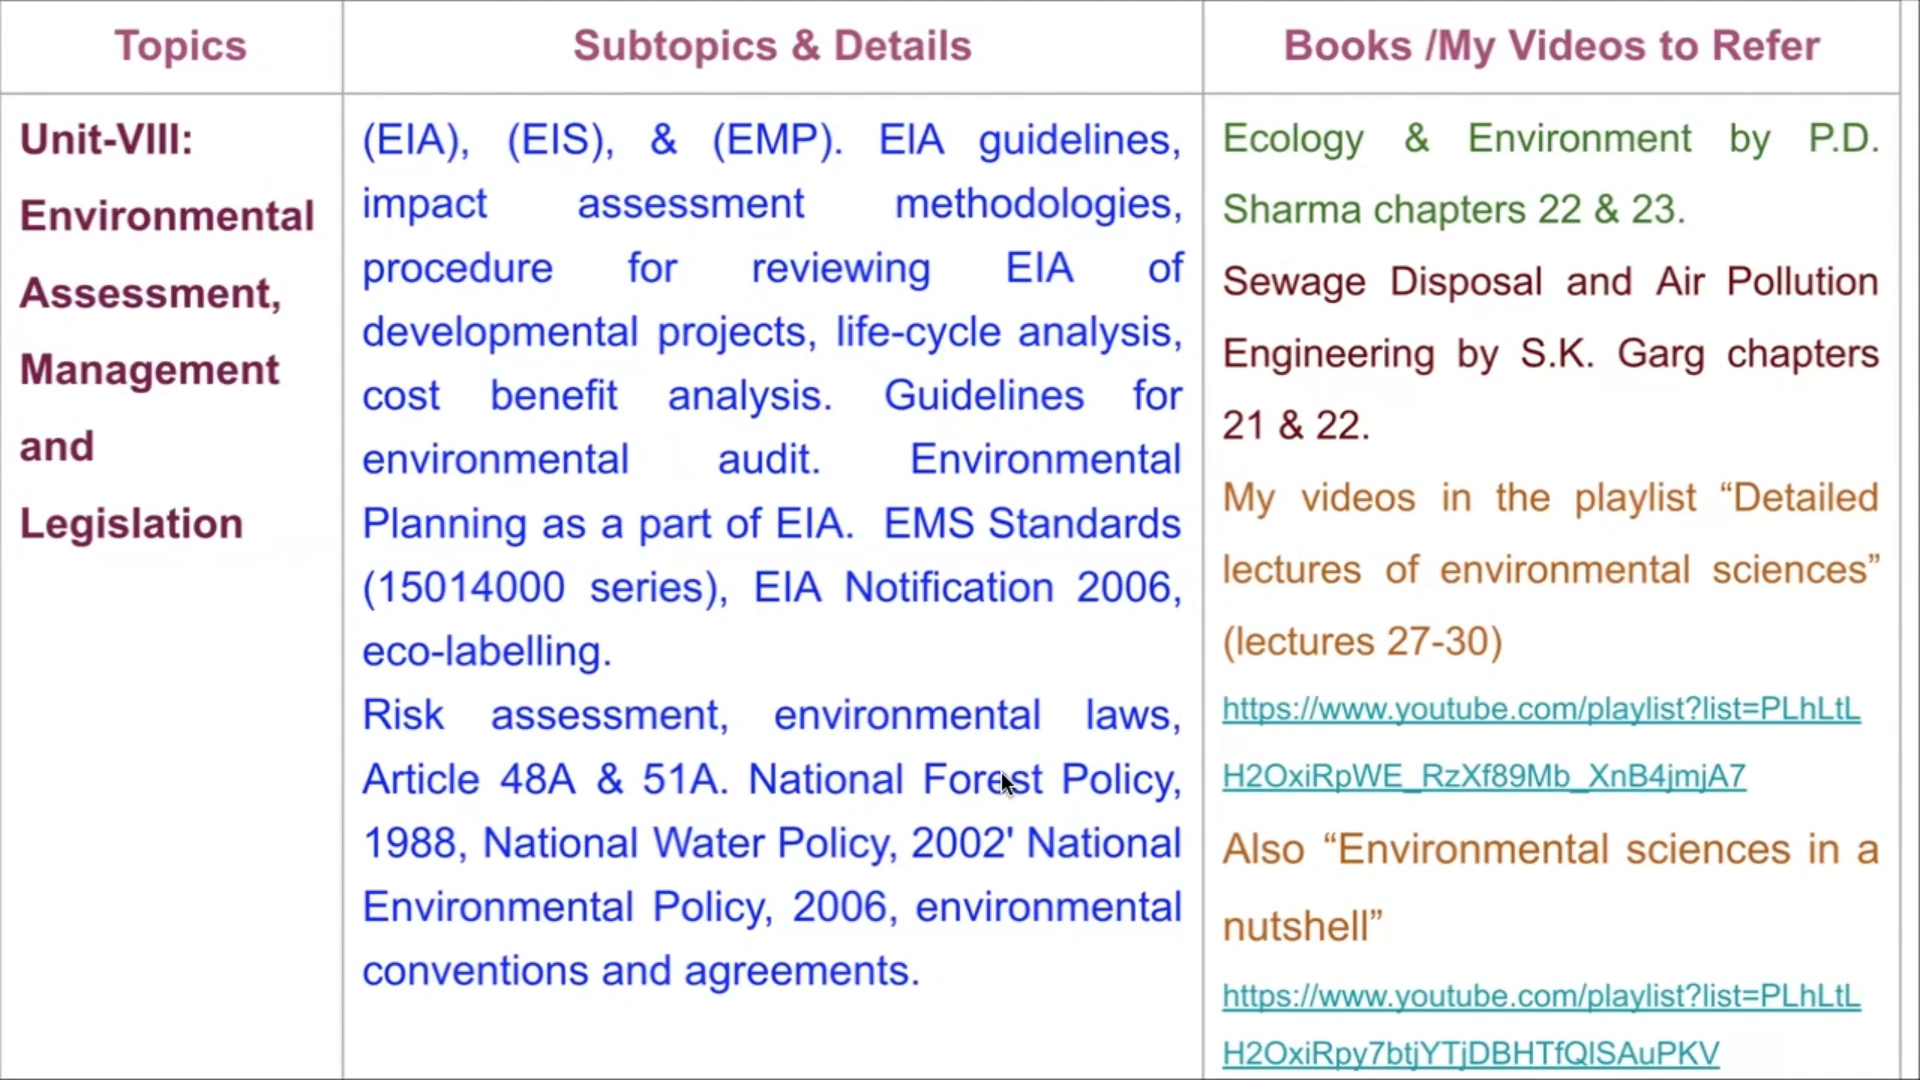 Topics
Subtopics & Details
Books /My Videos to Refer
Unit-VIII:
Environmental
Assessment,
Management
and
Legislation
(EIA), (EIS), & (EMP). EIA guidelines,
impact assessment methodologies,
procedure for reviewing EIA of
developmental projects, life-cycle analysis,
cost benefit analysis. Guidelines for
environmental audit. Environmental
Planning as a part of EIA. EMS Standards
(15014000 series), EIA Notification 2006,
eco-labelling.
Risk assessment, environmental laws,
Article 48A & 51A. National Forest Policy,
1988, National Water Policy, 2002' National
Environmental Policy, 2006, environmental
conventions and agreements.
Ecology & Environment by P.D.
Sharma chapters 22 & 23.
Sewage Disposal and Air Pollution
Engineering by S.K. Garg chapters
21 & 22.
My videos in the playlist “Detailed
lectures of environmental sciences”
(lectures 27-30)
https://www.youtube.com/playlist?list=PLhLtL
H2OxiRpWE_RzXf89Mb_XnB4jmjA7
Also “Environmental sciences in a
nutshell”
https://www.youtube.com/playlist?list=PLhLtL
H2OxiRpy7btjYTjDBHTfQlSAuPKV